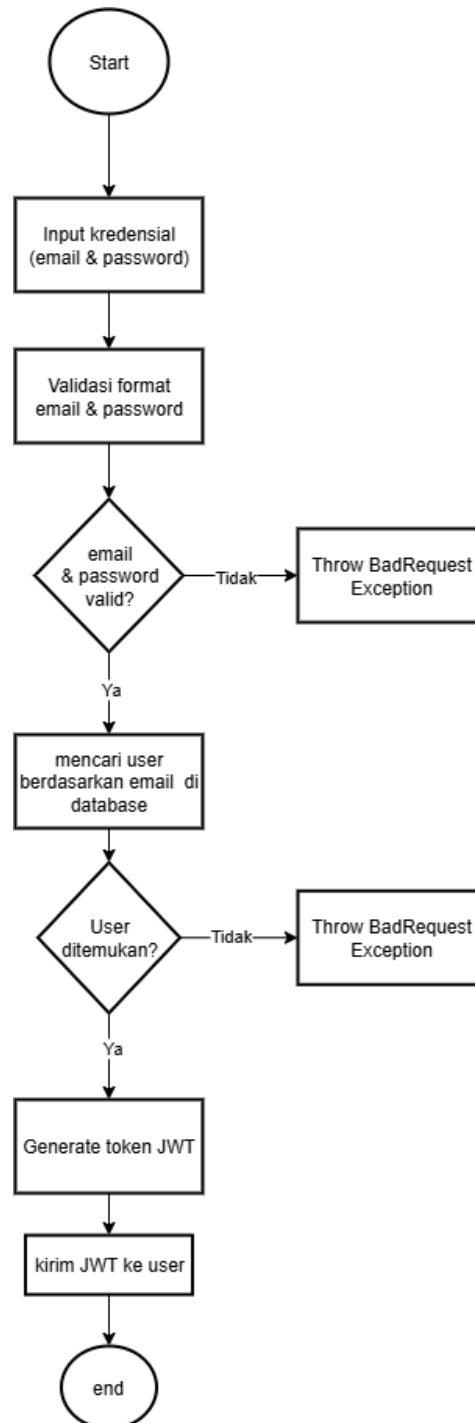 Start
Input kredensial
(email & password)
Validasi format
email & password
email
& password
valid?
Tidak
Throw BadRequest
Exception
Ya
mencari user
berdasarkan email di
database
User
ditemukan?
Tidak
Throw BadRequest
Exception
Ya
Generate token JWT
kirim JWT ke user
end